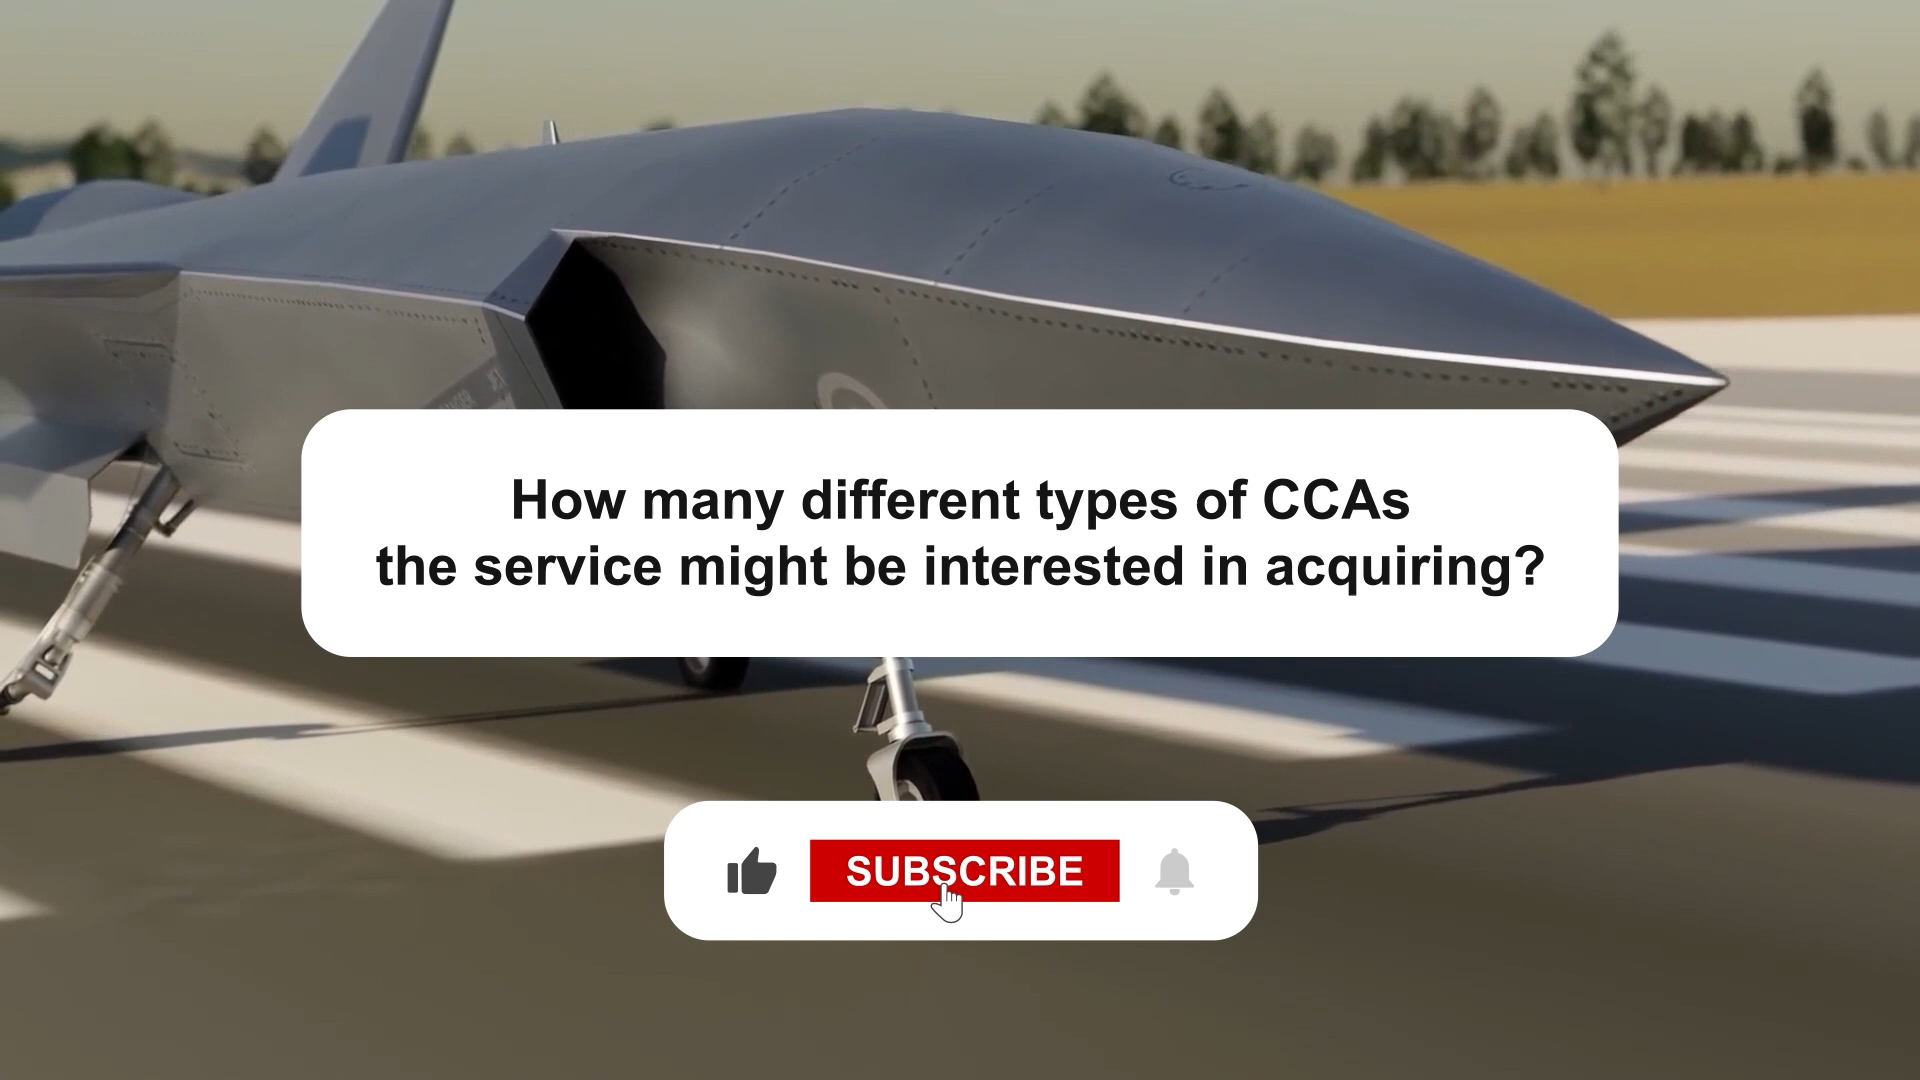 How many different types of CCAs
the service might be interested in acquiring?
SUBSCRIBE